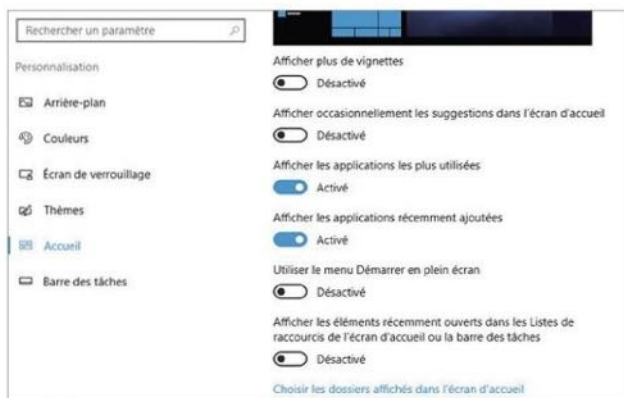 Rechercher un paramètre
Personnalisation
Arrière-plan
Couleurs
Écran de verrouillage
Thèmes
Accueil
Barre des tâches
Afficher plus de vignettes
Désactivé
Afficher occasionnellement les suggestions dans l'écran d'accueil
Désactivé
Afficher les applications les plus utilisées
Activé
Afficher les applications récemment ajoutées
Activé
Utiliser le menu Démarrer en plein écran
Désactivé
Afficher les éléments récemment ouverts dans les Listes de
raccourcis de l'écran d'accueil ou la barre des tâches
Désactivé
Choisir les dossiers affichés dans l'écran d'accueil